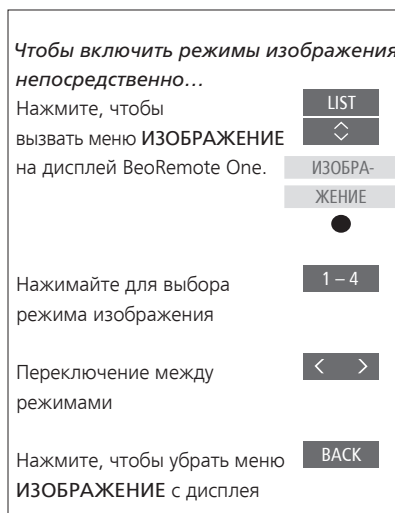 Чтобы включить режимы изображения
непосредственно…
Нажмите, чтобы
вызвать меню ИЗОБРАЖЕНИЕ
на дисплей BeoRemote One.
LIST
ИЗОБРА-
ЖЕНИЕ
Нажимайте для выбора
режима изображения
1 – 4
Переключение между
режимами
Нажмите, чтобы убрать меню
ИЗОБРАЖЕНИЕ с дисплея
BACK